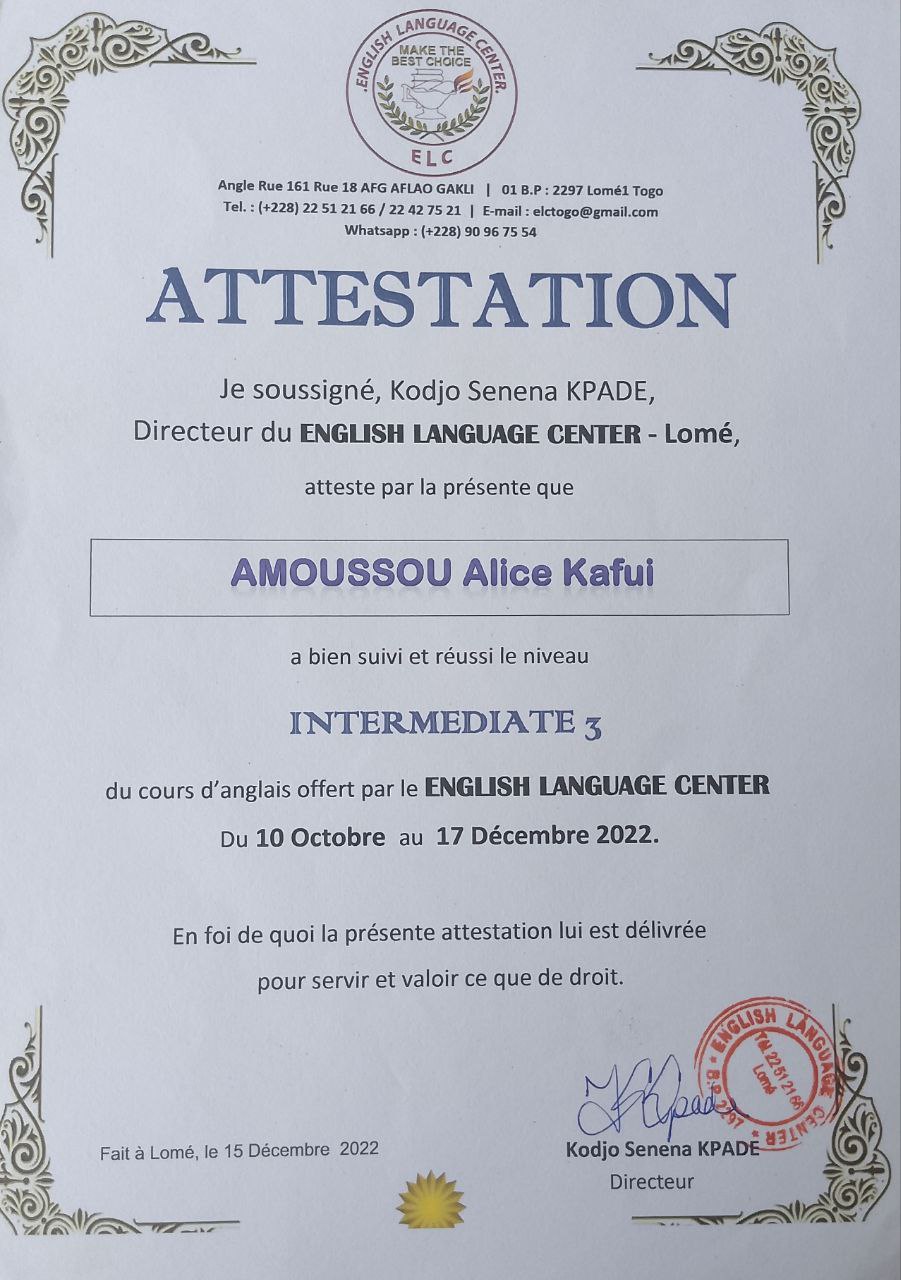 .ENGLISH LANGUAGE CENTER.
MAKE THE
BEST CHOICE
ELC
Angle Rue 161 Rue 18 AFG AFLAO GAKLI | 01 B.P : 2297 Lomé1 Togo
Tel. : (+228) 22 51 21 66 / 22 42 75 21 | E-mail : elctogo@gmail.com
Whatsapp : (+228) 90 96 75 54
ATTESTATION
Je soussigné, Kodjo Senena KPADE,
Directeur du ENGLISH LANGUAGE CENTER - Lomé,
atteste par la présente que
AMOUSSOU Alice Kafui
a bien suivi et réussi le niveau
INTERMEDIATE 3
du cours d’anglais offert par le ENGLISH LANGUAGE CENTER
Du 10 Octobre au 17 Décembre 2022.
En foi de quoi la présente attestation lui est délivrée
pour servir et valoir ce que de droit.
* ENGLISH LANGUAGE CENTER * B.P. 2297
Tél. 22 51 21 66
Lomé
KKpade
Fait à Lomé, le 15 Décembre 2022
Kodjo Senena KPADE
Directeur